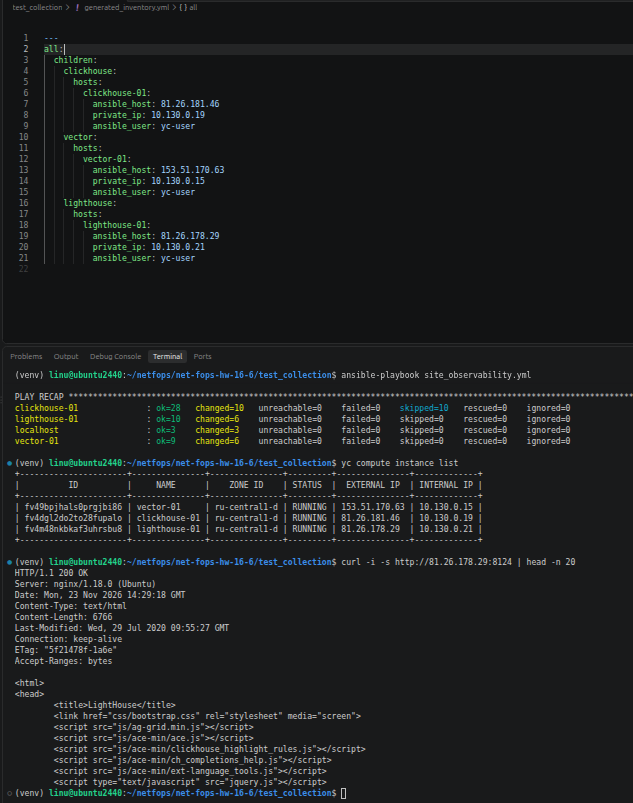 test_collection > ! generated_inventory.yml > {} all
1 ---
2 all:
3   children:
4     clickhouse:
5       hosts:
6         clickhouse-01:
7           ansible_host: 81.26.181.46
8           private_ip: 10.130.0.19
9           ansible_user: yc-user
10     vector:
11       hosts:
12         vector-01:
13           ansible_host: 153.51.170.63
14           private_ip: 10.130.0.15
15           ansible_user: yc-user
16     lighthouse:
17       hosts:
18         lighthouse-01:
19           ansible_host: 81.26.178.29
20           private_ip: 10.130.0.21
21           ansible_user: yc-user
22
Problems Output Debug Console Terminal Ports
(venv) linu@ubuntu2440:~/netfops/net-fops-hw-16-6/test_collection$ ansible-playbook site_observability.yml
PLAY RECAP *********************************************************************************************************
clickhouse-01 : ok=28 changed=10 unreachable=0 failed=0 skipped=10 rescued=0 ignored=0
lighthouse-01 : ok=10 changed=6 unreachable=0 failed=0 skipped=0 rescued=0 ignored=0
localhost : ok=3 changed=3 unreachable=0 failed=0 skipped=0 rescued=0 ignored=0
vector-01 : ok=9 changed=6 unreachable=0 failed=0 skipped=0 rescued=0 ignored=0
(venv) linu@ubuntu2440:~/netfops/net-fops-hw-16-6/test_collection$ yc compute instance list
+----------------------+---------------+---------------+---------+---------------+-------------+
| ID | NAME | ZONE ID | STATUS | EXTERNAL IP | INTERNAL IP |
+----------------------+---------------+---------------+---------+---------------+-------------+
| fv49bpjhals0prgjbi86 | vector-01 | ru-central1-d | RUNNING | 153.51.170.63 | 10.130.0.15 |
| fv4dgl2do2to28fupalo | clickhouse-01 | ru-central1-d | RUNNING | 81.26.181.46 | 10.130.0.19 |
| fv4m48nkbkaf3uhrsbu8 | lighthouse-01 | ru-central1-d | RUNNING | 81.26.178.29 | 10.130.0.21 |
+----------------------+---------------+---------------+---------+---------------+-------------+
(venv) linu@ubuntu2440:~/netfops/net-fops-hw-16-6/test_collection$ curl -i -s http://81.26.178.29:8124 | head -n 20
HTTP/1.1 200 OK
Server: nginx/1.18.0 (Ubuntu)
Date: Mon, 23 Nov 2026 14:29:18 GMT
Content-Type: text/html
Content-Length: 6766
Last-Modified: Wed, 29 Jul 2020 09:55:27 GMT
Connection: keep-alive
ETag: "5f21478f-1a6e"
Accept-Ranges: bytes
<html>
<head>
<title>LightHouse</title>
<link href="css/bootstrap.css" rel="stylesheet" media="screen">
<script src="js/ag-grid.min.js"></script>
<script src="js/ace-min/ace.js"></script>
<script src="js/ace-min/clickhouse_highlight_rules.js"></script>
<script src="js/ace-min/ch_completions_help.js"></script>
<script src="js/ace-min/ext-language_tools.js"></script>
<script type="text/javascript" src="jquery.js"></script>
(venv) linu@ubuntu2440:~/netfops/net-fops-hw-16-6/test_collection$